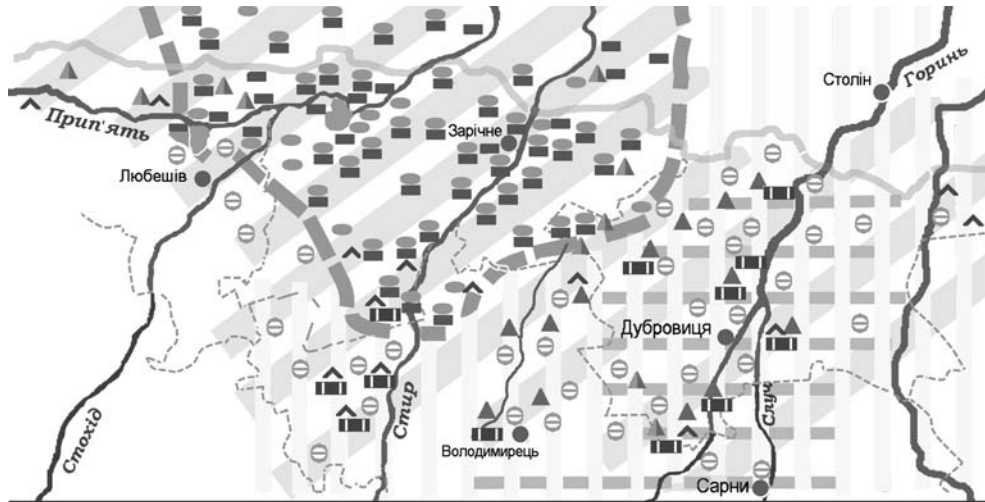 Столін
Горинь
Прип'ять
Зарічне
Любешів
Дубровиця
Стохід
Стир
Случ
Володимирець
Сарни